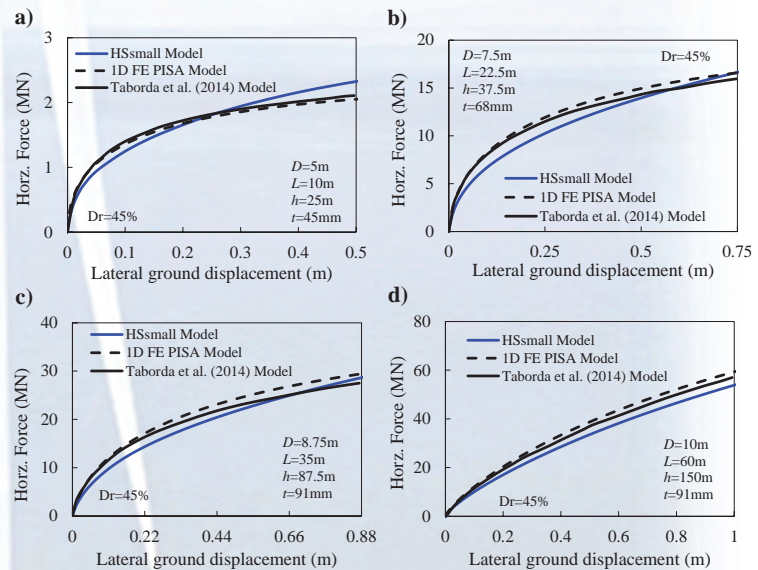 a)
3
2
1
0
0
0.1
0.2
0.3
0.4
0.5
Horz. Force (MN)
Lateral ground displacement (m)
HSsmall Model
1D FE PISA Model
Taborda et al. (2014) Model
D=5m
L=10m
h=25m
t=45mm
Dr=45%
b)
20
15
10
5
0
0
0.25
0.5
0.75
Horz. Force (MN)
Lateral ground displacement (m)
D=7.5m
L=22.5m
h=37.5m
t=68mm
Dr=45%
HSsmall Model
1D FE PISA Model
Taborda et al. (2014) Model
c)
40
30
20
10
0
0
0.22
0.44
0.66
0.88
Horz. Force (MN)
Lateral ground displacement (m)
HSsmall Model
1D FE PISA Model
Taborda et al. (2014) Model
D=8.75m
L=35m
h=87.5m
t=91mm
Dr=45%
d)
80
60
40
20
0
0
0.2
0.4
0.6
0.8
1
Horz. Force (MN)
Lateral ground displacement (m)
HSsmall Model
1D FE PISA Model
Taborda et al. (2014) Model
D=10m
L=60m
h=150m
t=91mm
Dr=45%